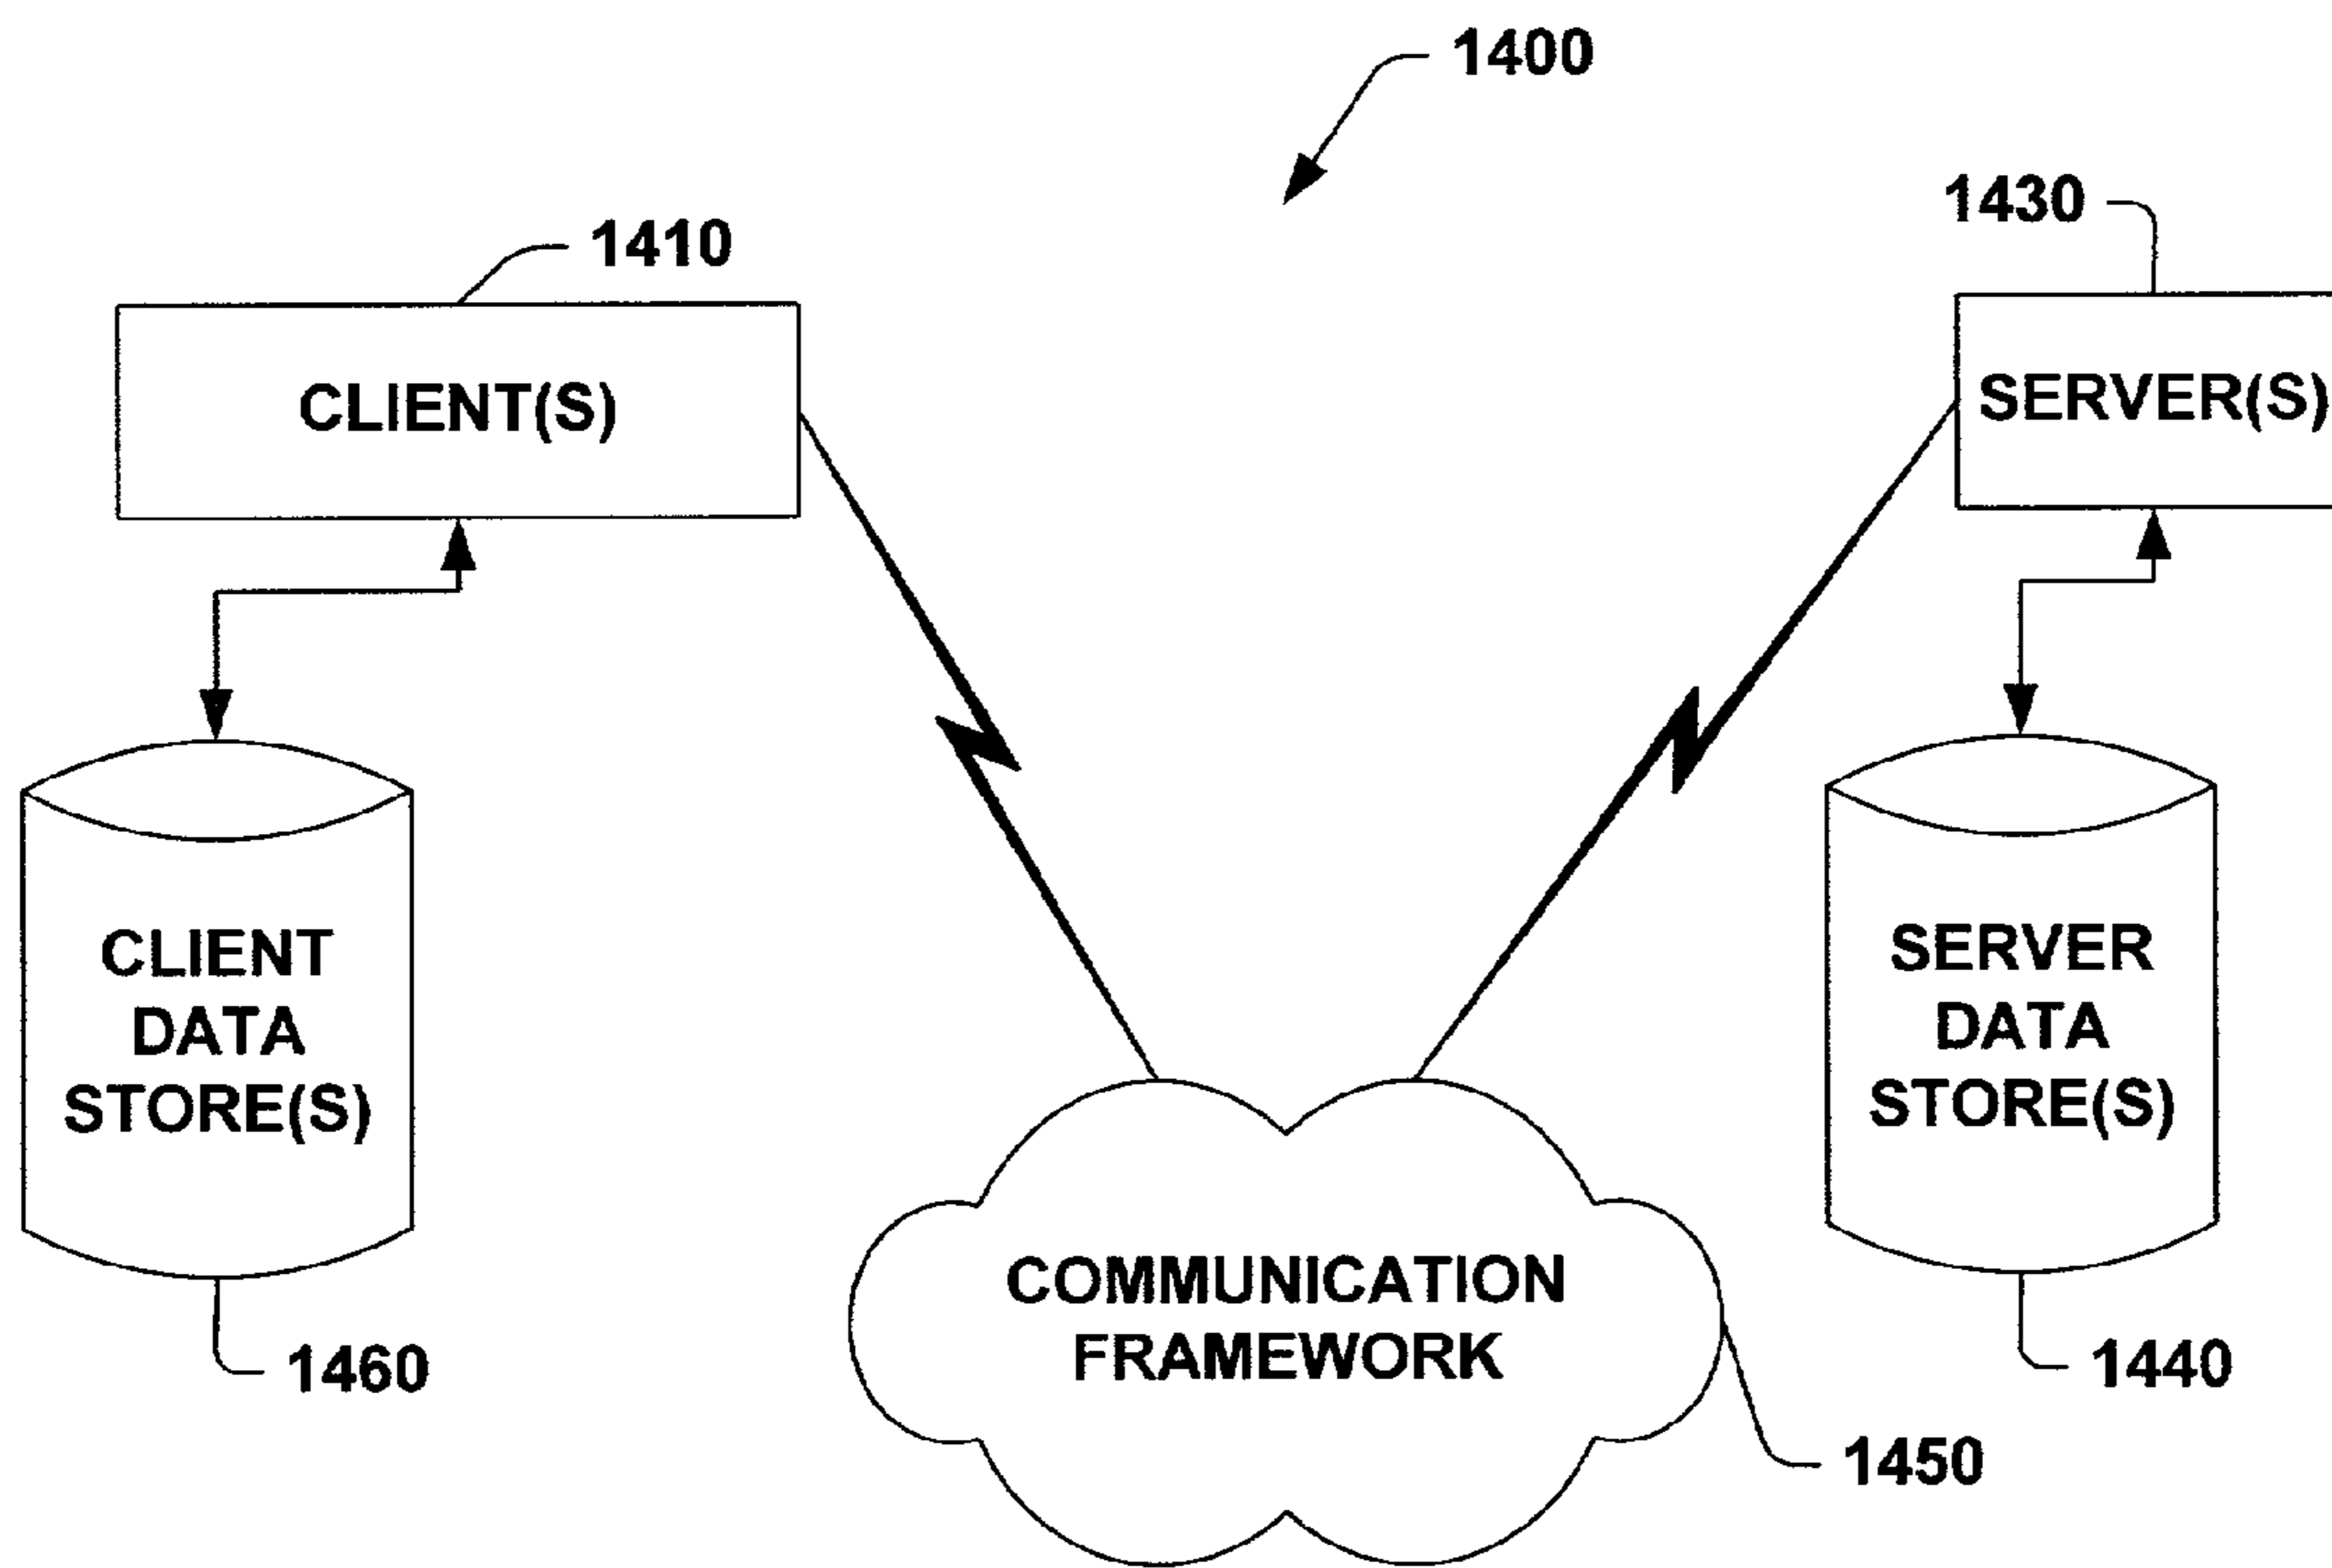 1400
1430
1410
CLIENT(S)
SERVER(S)
CLIENT
DATA
STORE(S)
SERVER
DATA
STORE(S)
COMMUNICATION
FRAMEWORK
1460
1440
1450